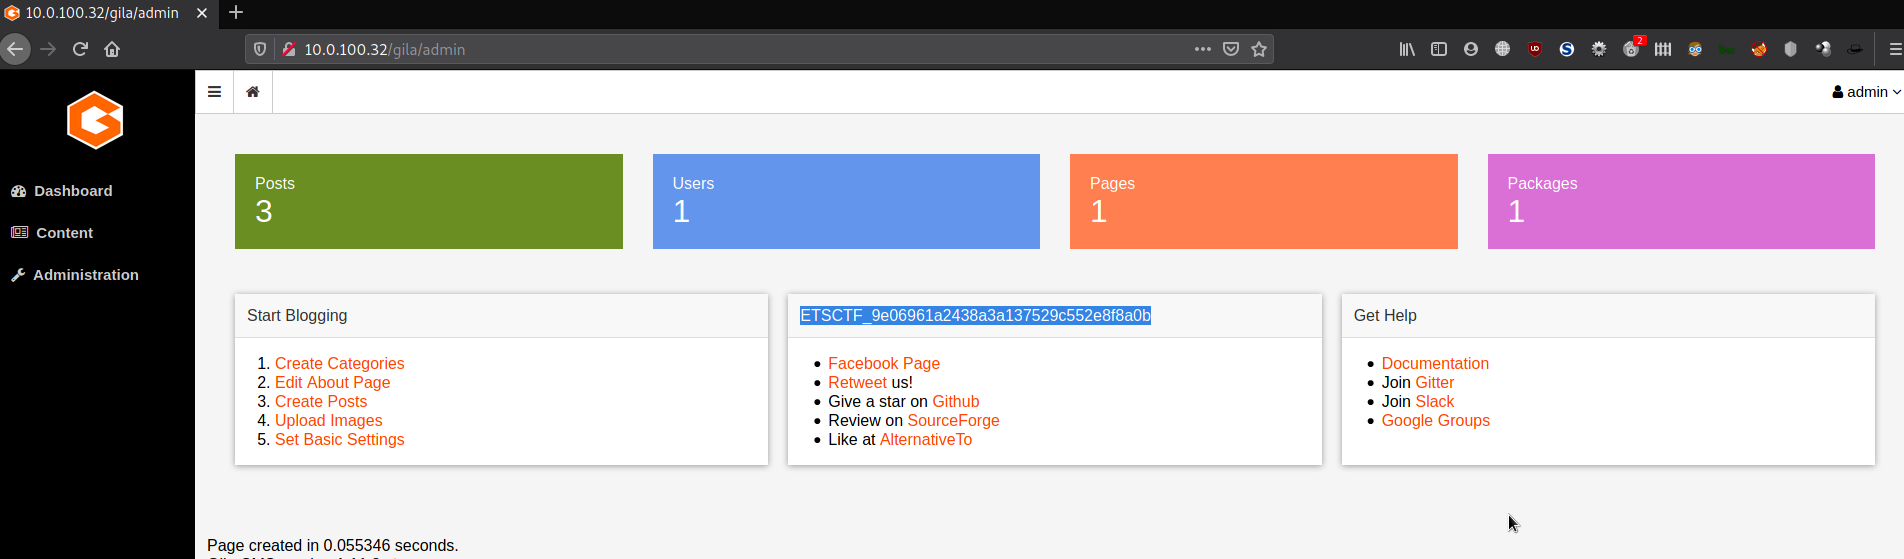 10.0.100.32/gila/admin
10.0.100.32/gila/admin
2
admin
Dashboard
Content
Administration
Posts
3
Users
1
Pages
1
Packages
1
Start Blogging
1. Create Categories
2. Edit About Page
3. Create Posts
4. Upload Images
5. Set Basic Settings
ETSCTF_9e06961a2438a3a137529c552e8f8a0b
Facebook Page
Retweet us!
Give a star on Github
Review on SourceForge
Like at AlternativeTo
Get Help
Documentation
Join Gitter
Join Slack
Google Groups
Page created in 0.055346 seconds.